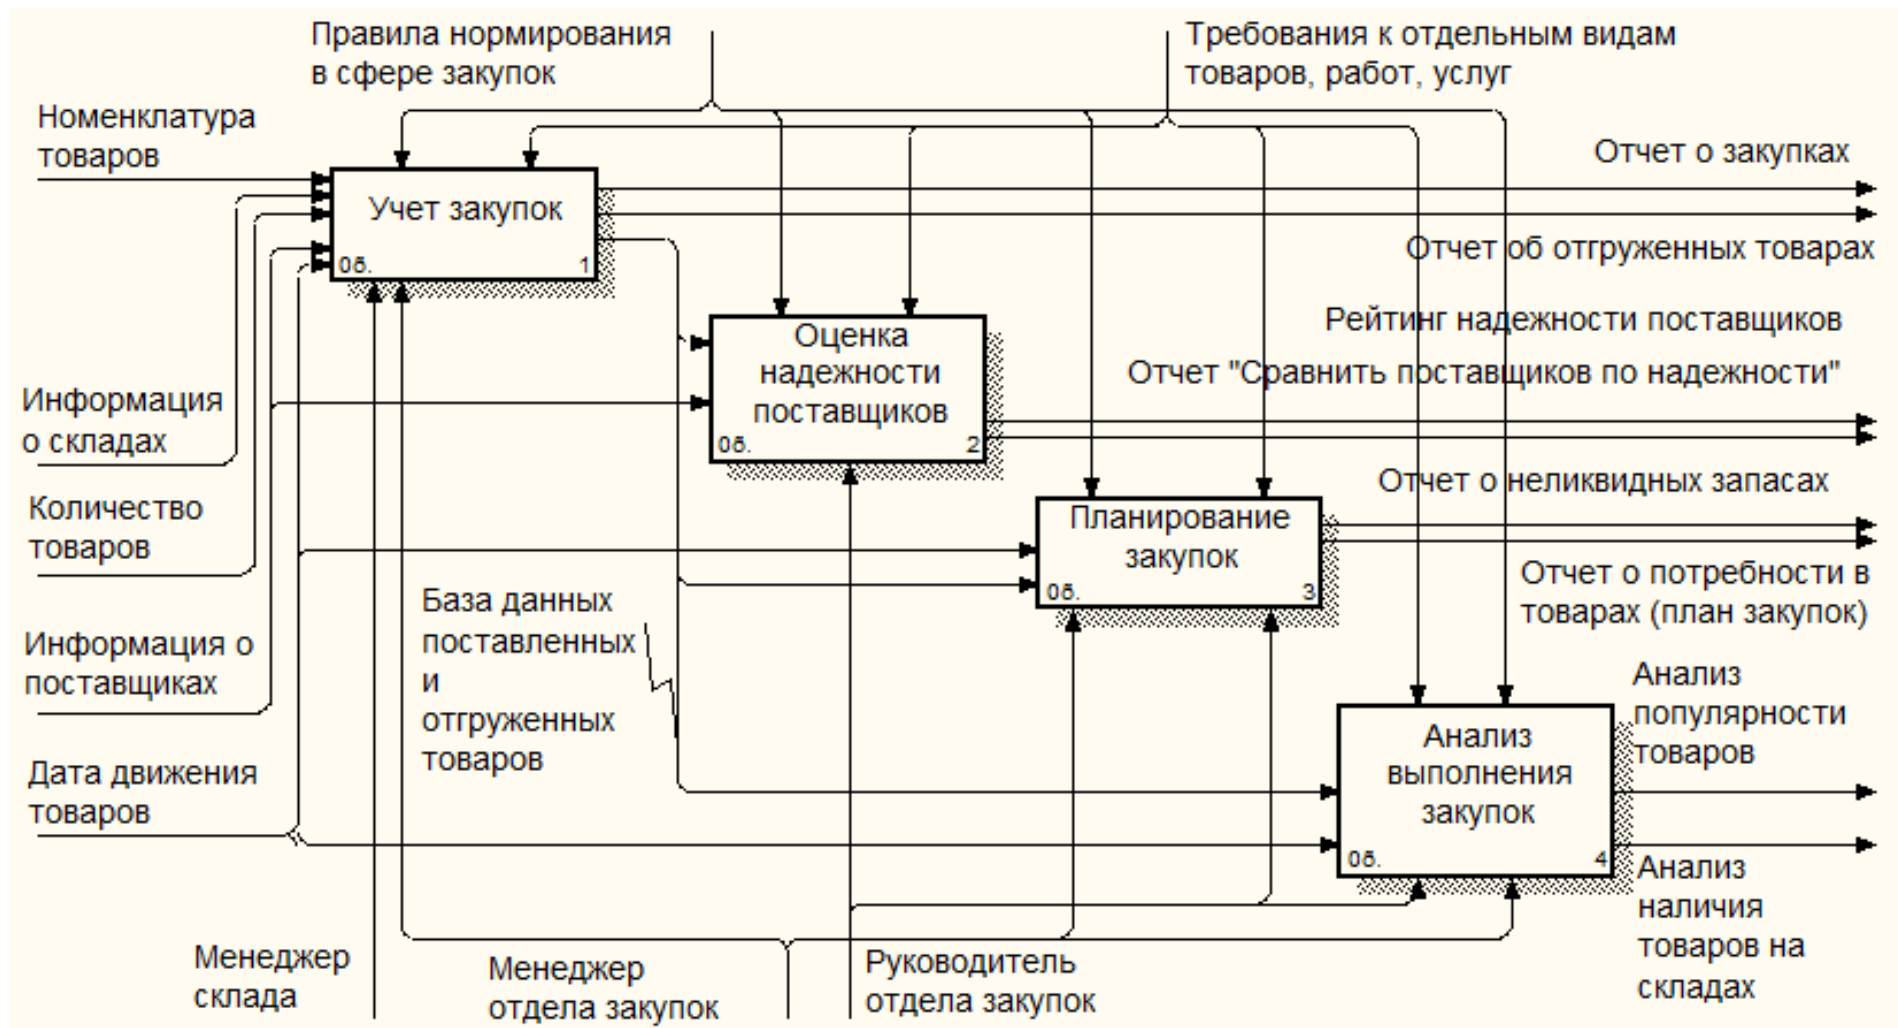 Правила нормирования
в сфере закупок
Требования к отдельным видам
товаров, работ, услуг
Номенклатура
товаров
Отчет о закупках
Учет закупок
0б.
1
Отчет об отгруженных товарах
Рейтинг надежности поставщиков
Оценка
надежности
поставщиков
0б.
2
Отчет "Сравнить поставщиков по надежности"
Информация
о складах
Отчет о неликвидных запасах
Количество
товаров
Планирование
закупок
0б.
3
Отчет о потребности в
товарах (план закупок)
База данных
поставленных
и
отгруженных
товаров
Информация о
поставщиках
Анализ
популярности
товаров
Анализ
выполнения
закупок
0б.
4
Дата движения
товаров
Анализ
наличия
товаров на
складах
Менеджер
склада
Менеджер
отдела закупок
Руководитель
отдела закупок